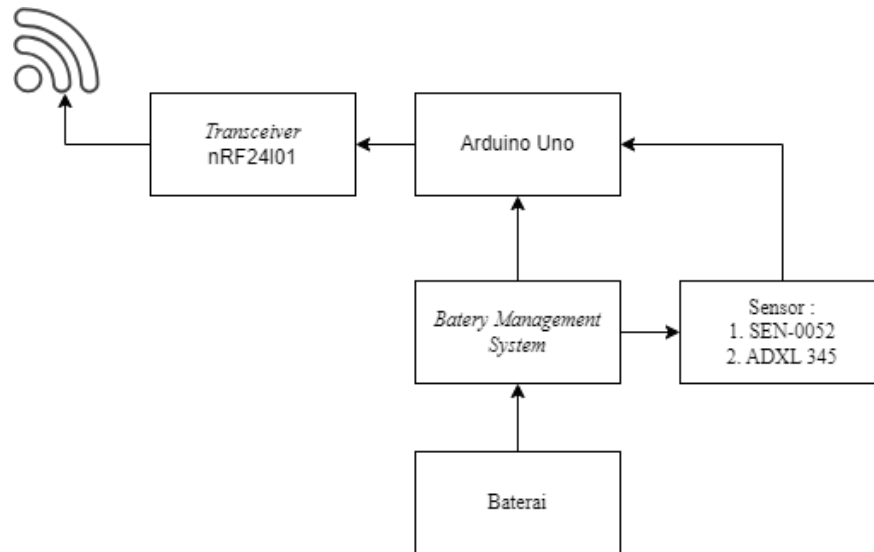 Transceiver
nRF24l01
Arduino Uno
Batery Management
System
Sensor :
1. SEN-0052
2. ADXL 345
Baterai